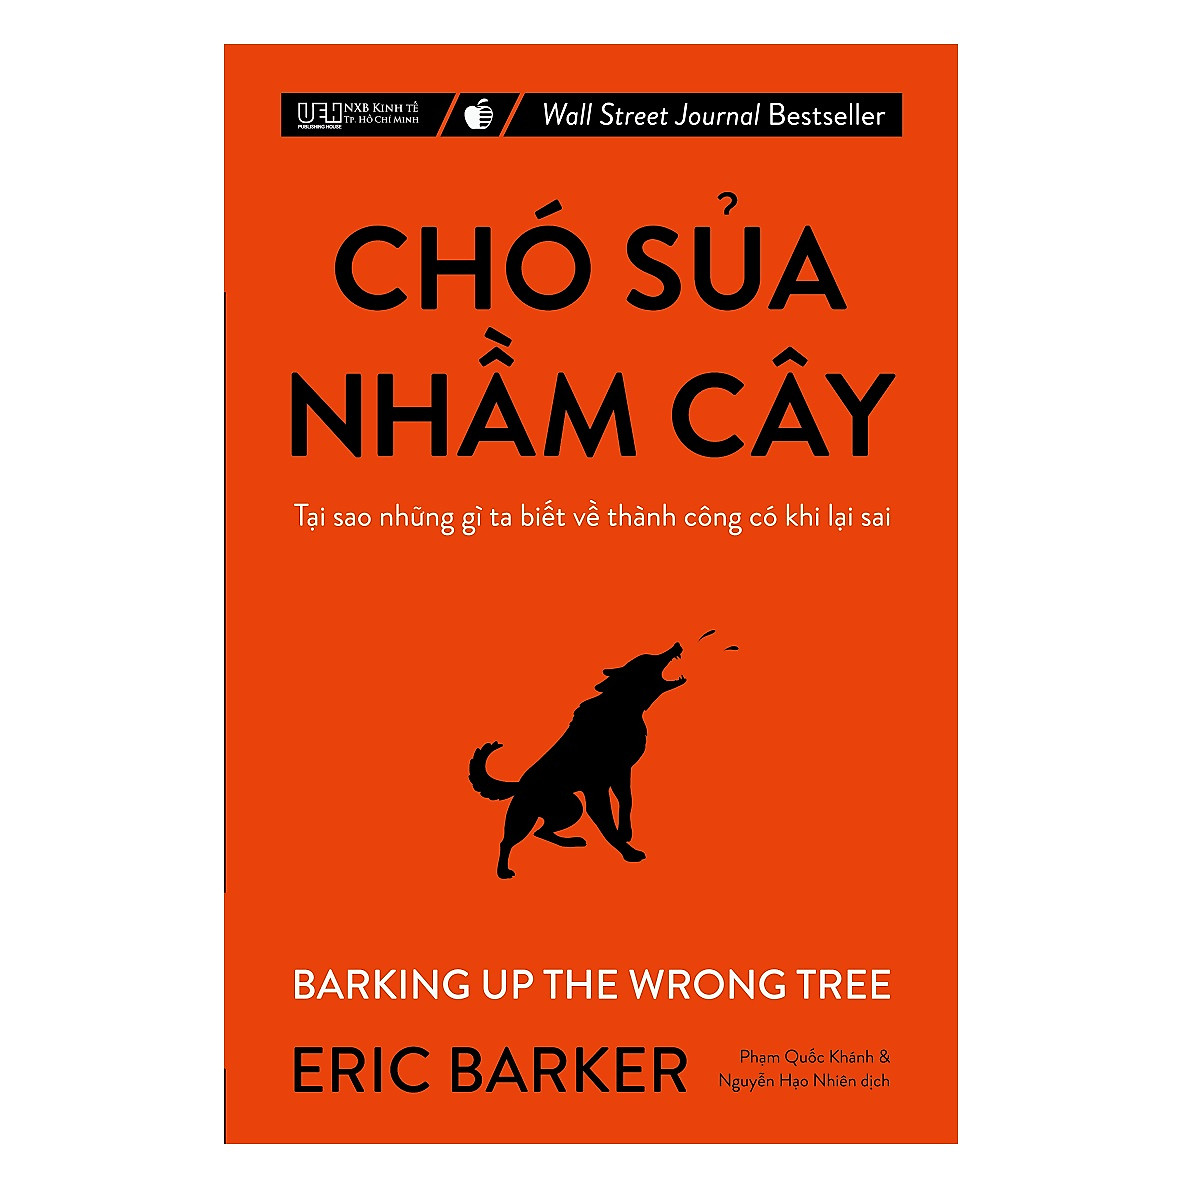 UEH NXB KINH TẾ
PUBLISHING HOUSE TP. HỒ CHÍ MINH
Wall Street Journal Bestseller
CHÓ SỦA
NHẦM CÂY
Tại sao những gì ta biết về thành công có khi lại sai
BARKING UP THE WRONG TREE
ERIC BARKER
Phạm Quốc Khánh &
Nguyễn Hạo Nhiên dịch